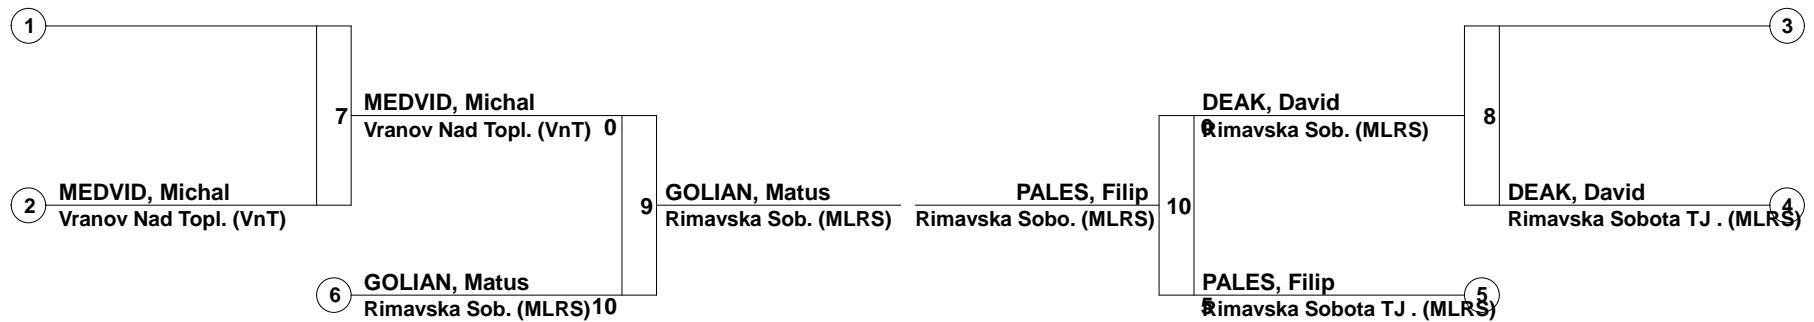 1
3
MEDVID, Michal
DEAK, David
7
8
Vranov Nad Topl. (VnT) 0
0
Rimavska Sob. (MLRS)
MEDVID, Michal
GOLIAN, Matus
PALES, Filip
DEAK, David
2
9
10
4
Vranov Nad Topl. (VnT)
Rimavska Sob. (MLRS)
Rimavska Sobo. (MLRS)
Rimavska Sobota TJ . (MLRS)
GOLIAN, Matus
PALES, Filip
6
5
Rimavska Sob. (MLRS) 10
5
Rimavska Sobota TJ . (MLRS)